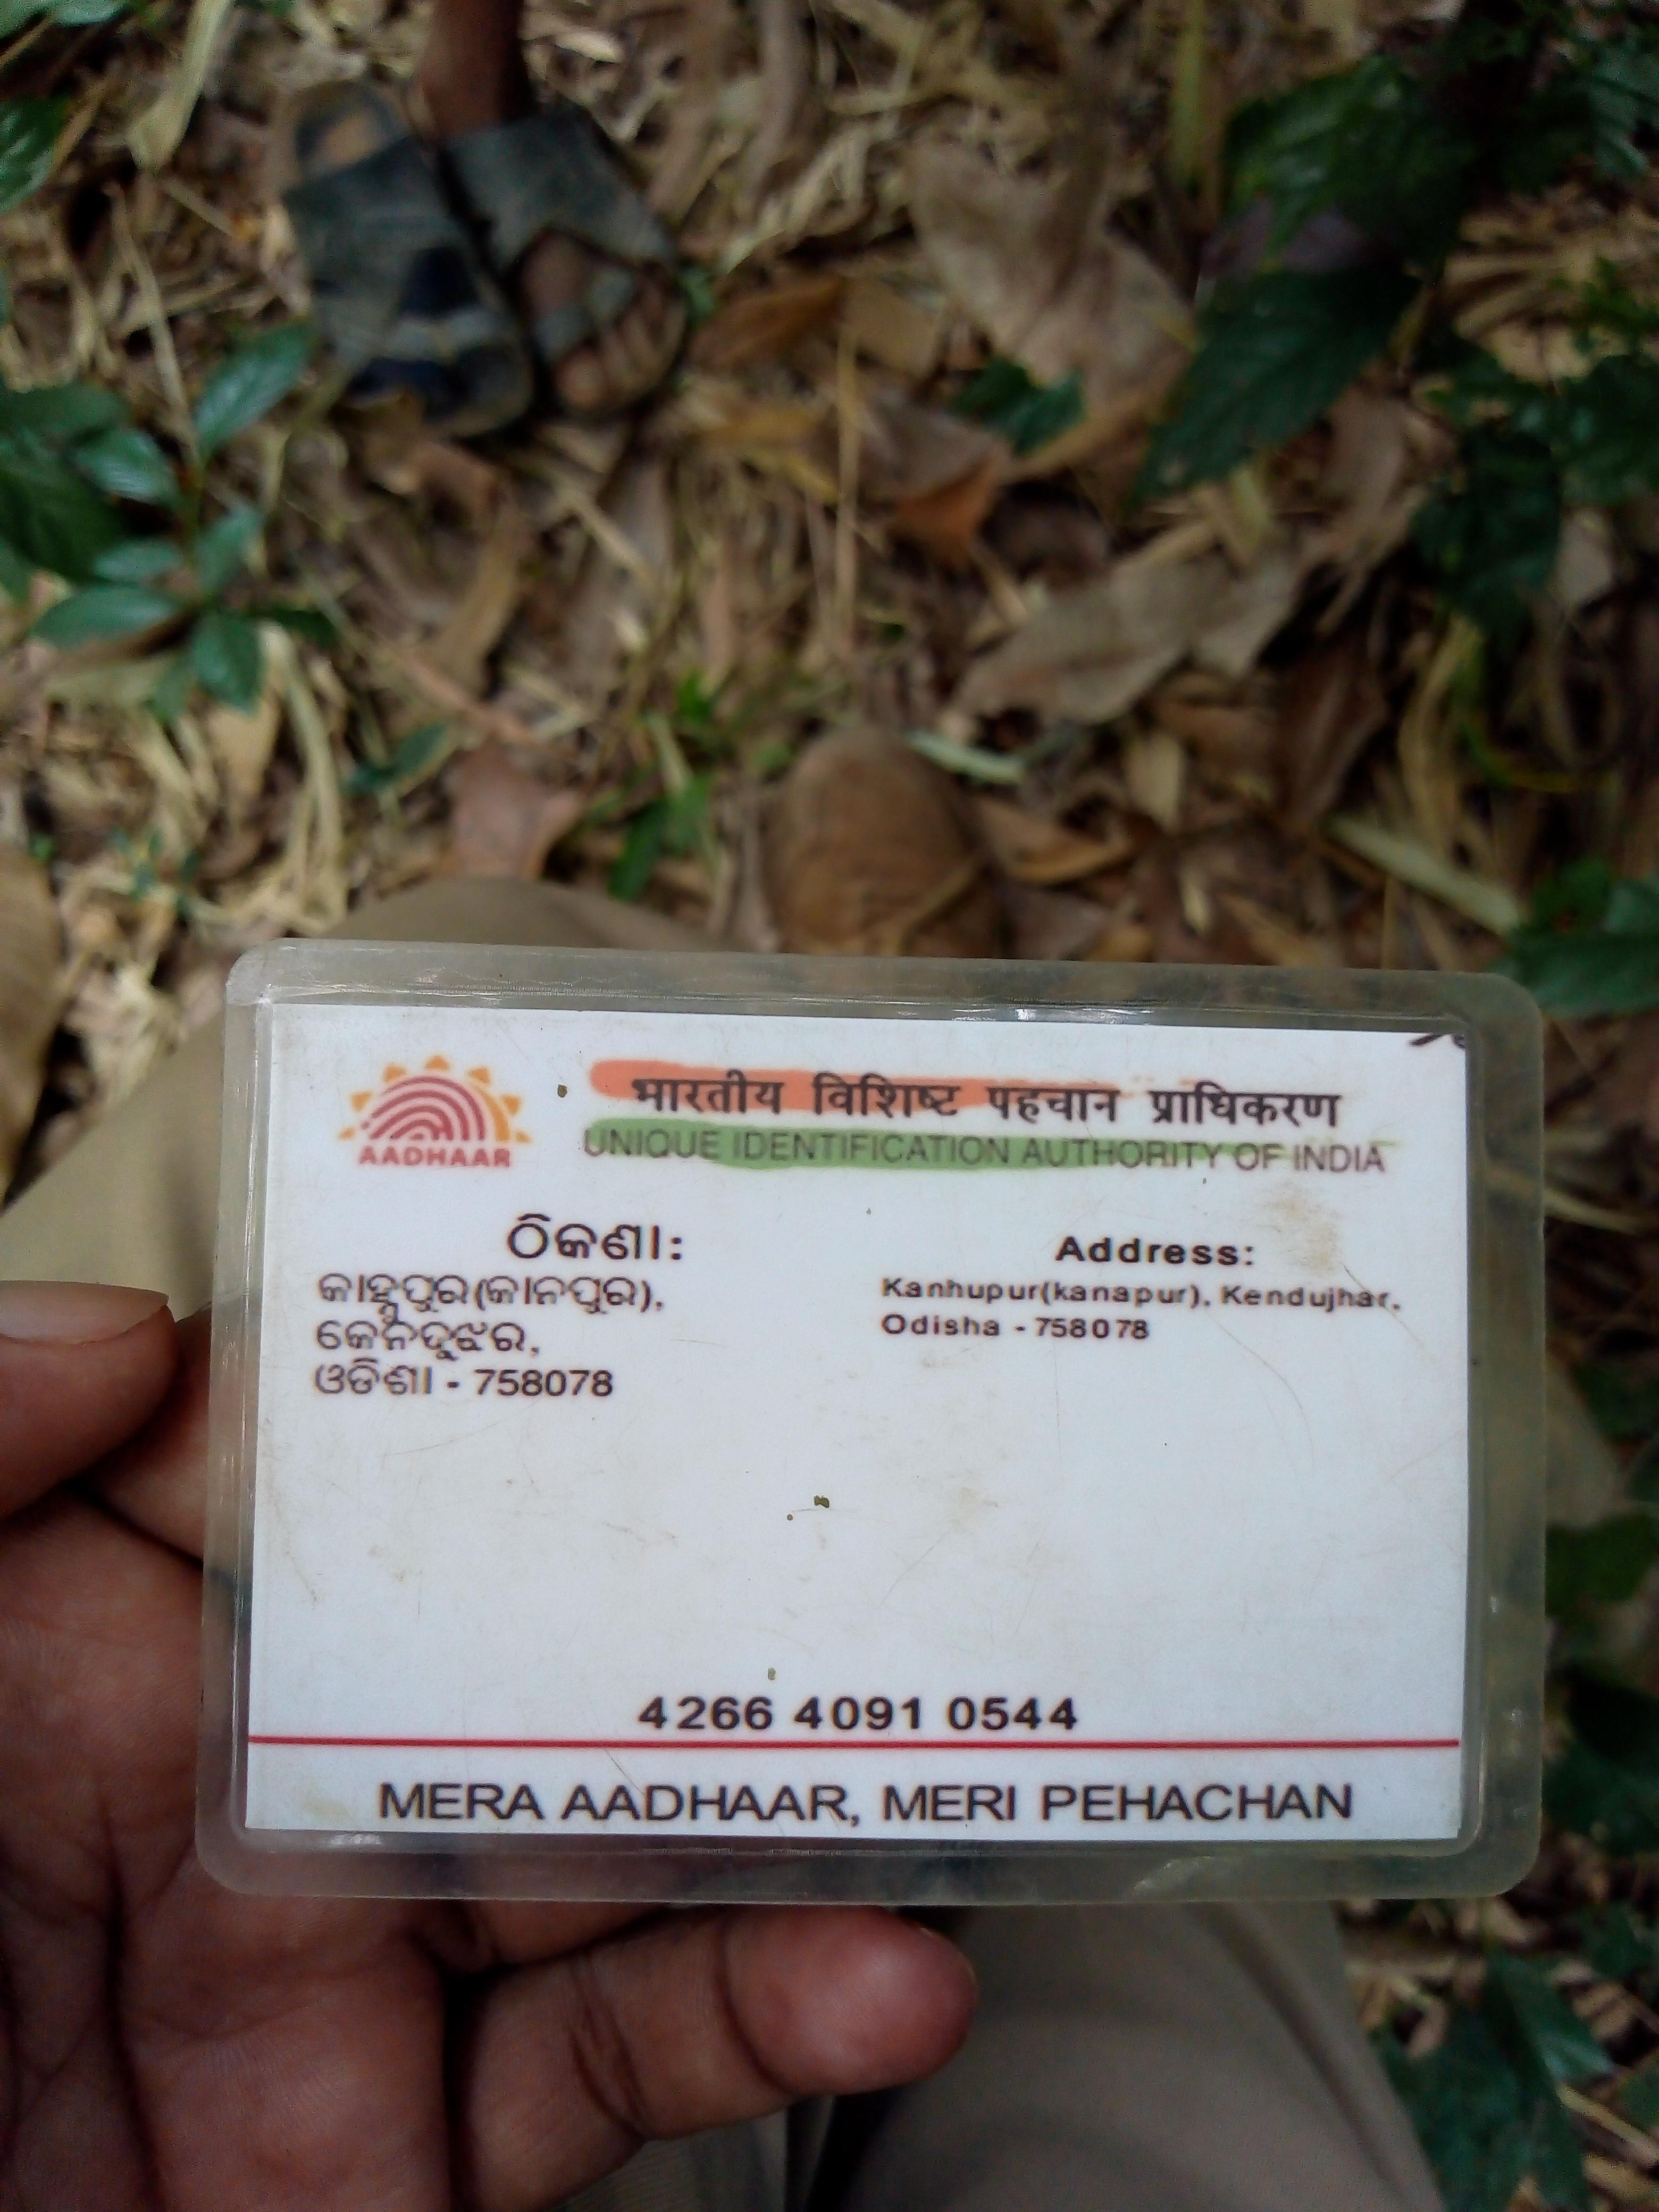 भारतीय विशिष्ट पहचान प्राधिकरण
UNIQUE IDENTIFICATION AUTHORITY OF INDIA
AADHAAR
ଠିକଣା:
କାହ୍ନୁପୁର(କାନପୁର),
କେନଦୁଝର,
ଓଡିଶା - 758078
Address:
Kanhupur(kanapur), Kendujhar,
Odisha - 758078
4266 4091 0544
MERA AADHAAR, MERI PEHACHAN